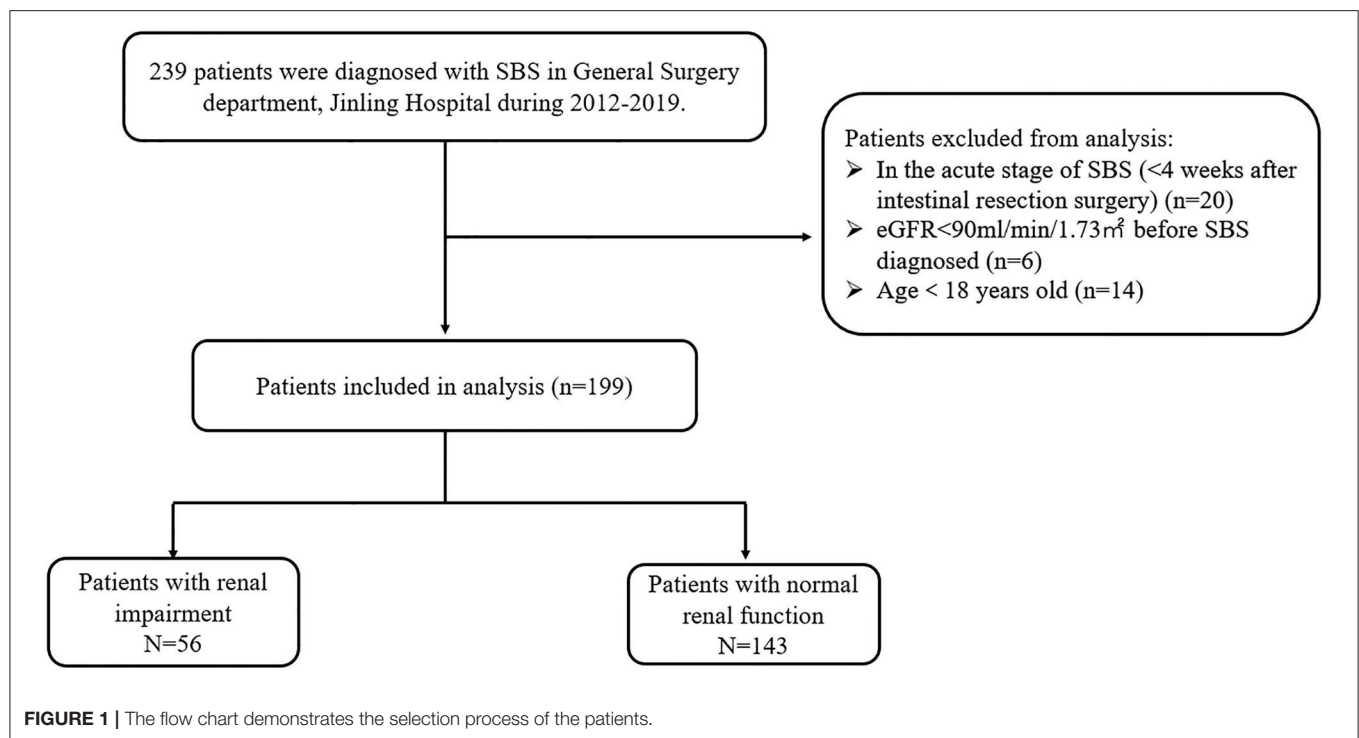 239 patients were diagnosed with SBS in General Surgery
department, Jinling Hospital during 2012-2019.
Patients excluded from analysis:
➢ In the acute stage of SBS (<4 weeks after
intestinal resection surgery) (n=20)
➢ eGFR<90ml/min/1.73㎡ before SBS
diagnosed (n=6)
➢ Age < 18 years old (n=14)
Patients included in analysis (n=199)
Patients with renal
impairment
N=56
Patients with normal
renal function
N=143
FIGURE 1 | The flow chart demonstrates the selection process of the patients.